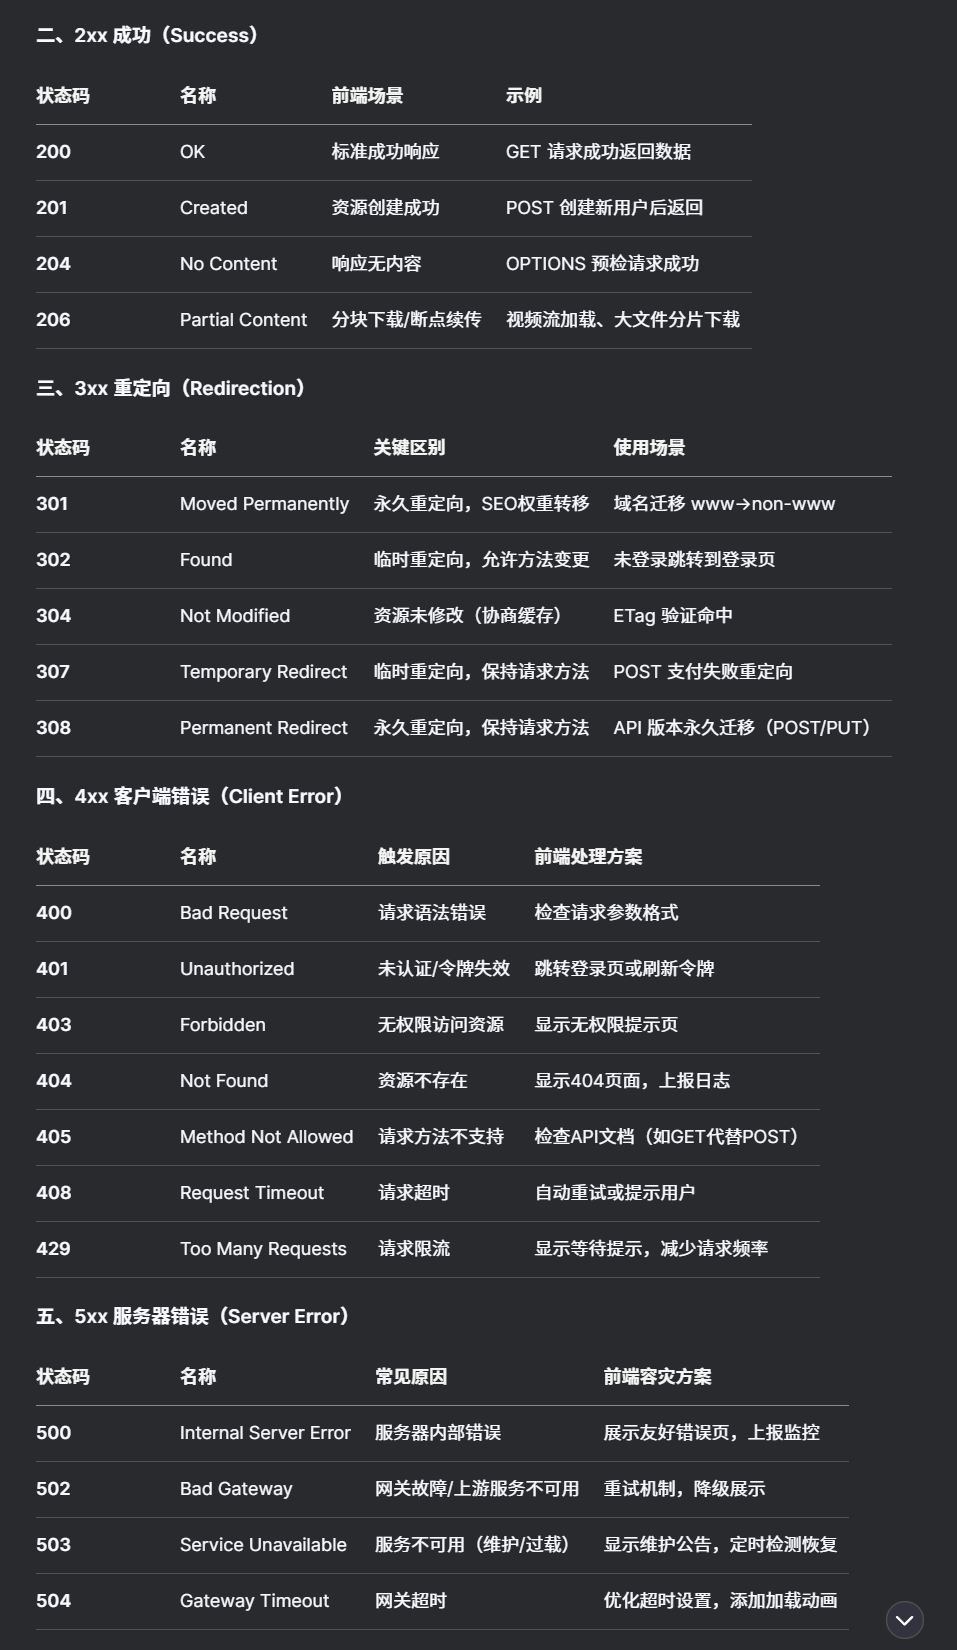 二、2xx 成功（Success）
状态码 名称 前端场景 示例
200 OK 标准成功响应 GET 请求成功返回数据
201 Created 资源创建成功 POST 创建新用户后返回
204 No Content 响应无内容 OPTIONS 预检请求成功
206 Partial Content 分块下载/断点续传 视频流加载、大文件分片下载
三、3xx 重定向（Redirection）
状态码 名称 关键区别 使用场景
301 Moved Permanently 永久重定向，SEO权重转移 域名迁移 www→non-www
302 Found 临时重定向，允许方法变更 未登录跳转到登录页
304 Not Modified 资源未修改（协商缓存） ETag 验证命中
307 Temporary Redirect 临时重定向，保持请求方法 POST 支付失败重定向
308 Permanent Redirect 永久重定向，保持请求方法 API 版本永久迁移（POST/PUT）
四、4xx 客户端错误（Client Error）
状态码 名称 触发原因 前端处理方案
400 Bad Request 请求语法错误 检查请求参数格式
401 Unauthorized 未认证/令牌失效 跳转登录页或刷新令牌
403 Forbidden 无权限访问资源 显示无权限提示页
404 Not Found 资源不存在 显示404页面，上报日志
405 Method Not Allowed 请求方法不支持 检查API文档（如GET代替POST）
408 Request Timeout 请求超时 自动重试或提示用户
429 Too Many Requests 请求限流 显示等待提示，减少请求频率
五、5xx 服务器错误（Server Error）
状态码 名称 常见原因 前端容灾方案
500 Internal Server Error 服务器内部错误 展示友好错误页，上报监控
502 Bad Gateway 网关故障/上游服务不可用 重试机制，降级展示
503 Service Unavailable 服务不可用（维护/过载） 显示维护公告，定时检测恢复
504 Gateway Timeout 网关超时 优化超时设置，添加加载动画